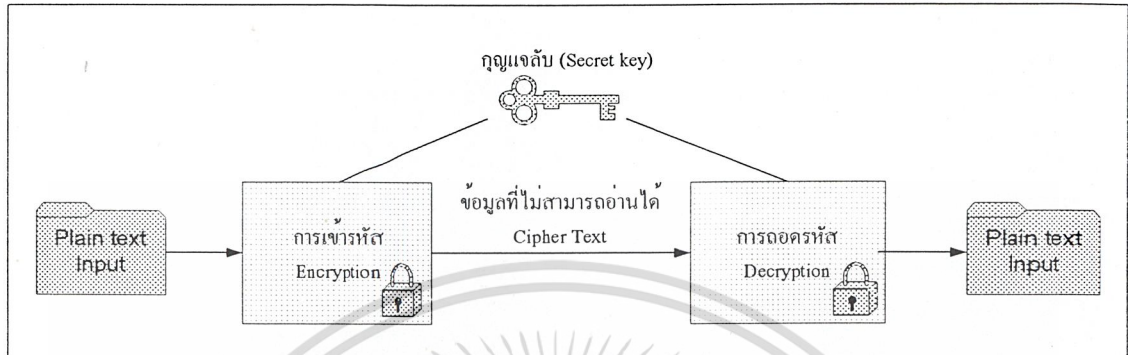 กุญแจลับ (Secret key)
Plain text
Input
การเข้ารหัส
Encryption
ข้อมูลที่ไม่สามารถอ่านได้
Cipher Text
การถอดรหัส
Decryption
Plain text
Input